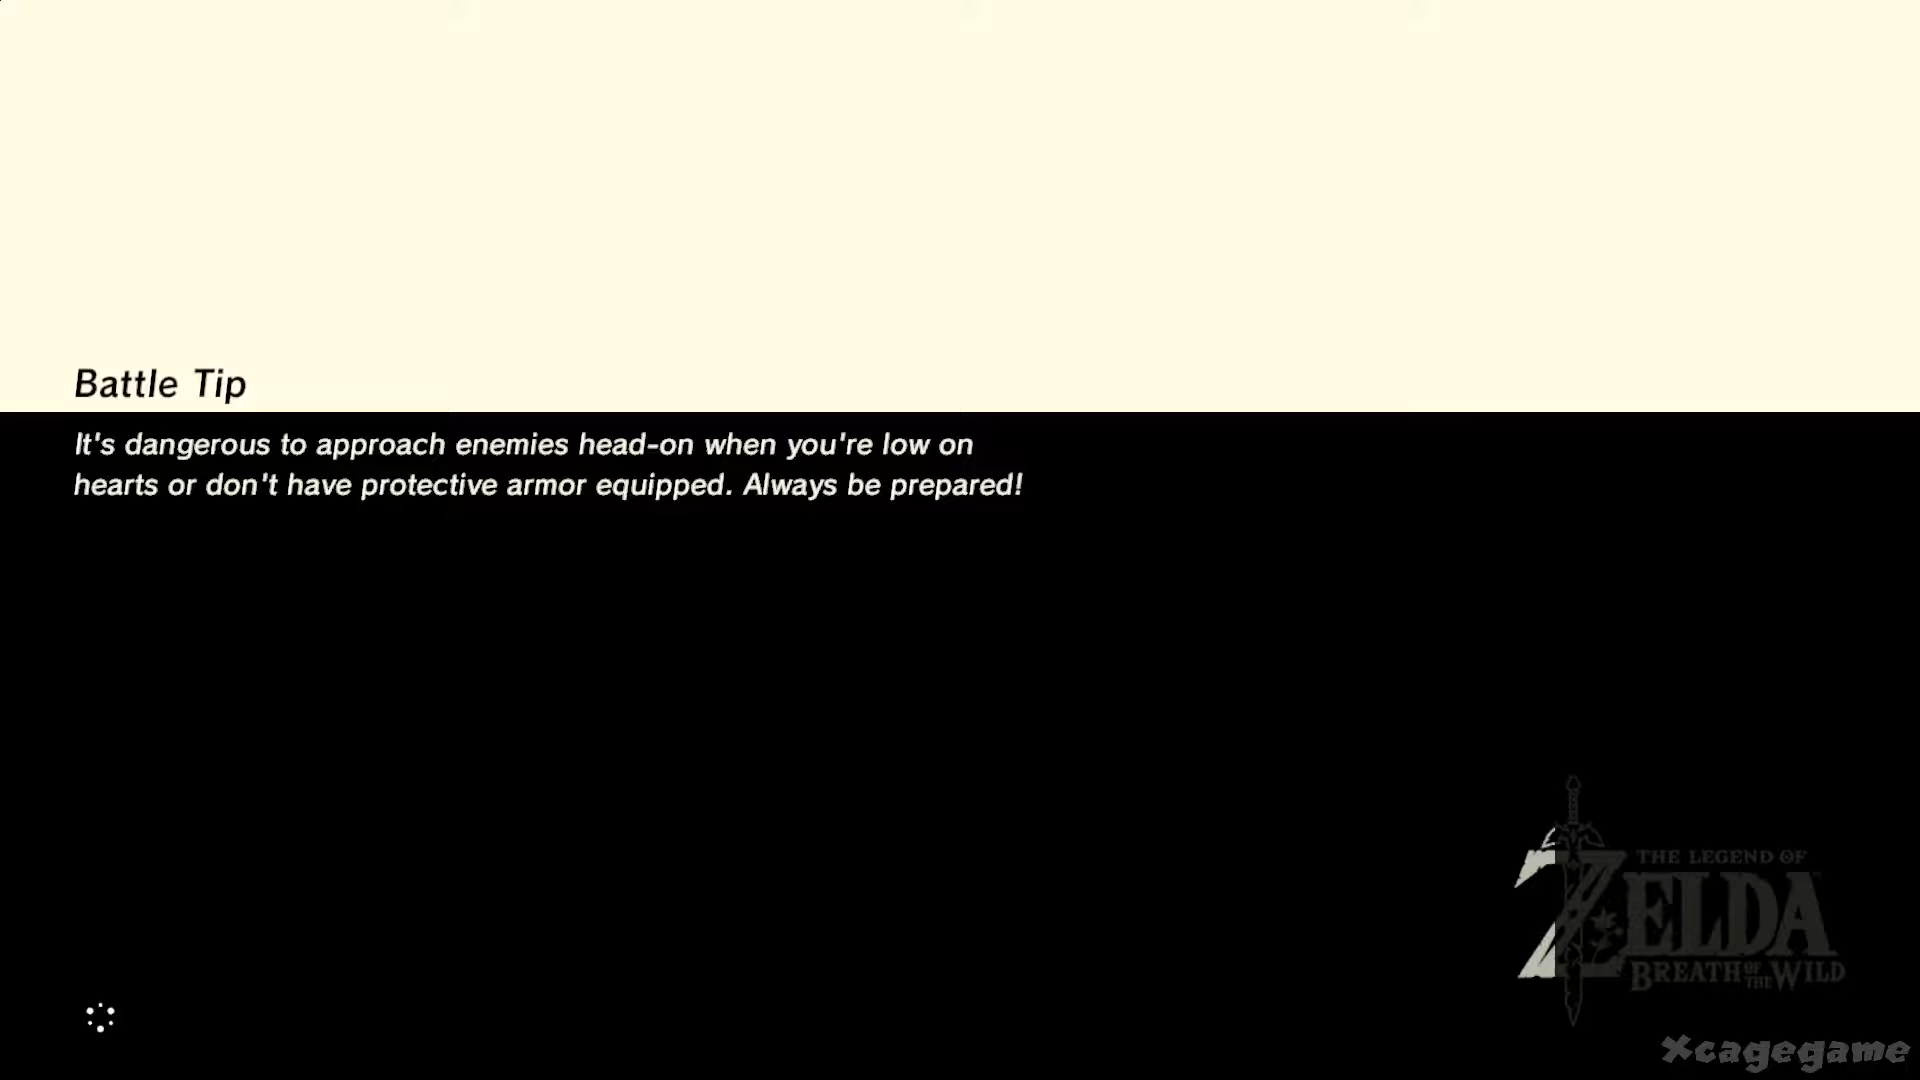 Battle Tip
It's dangerous to approach enemies head-on when you're low on
hearts or don't have protective armor equipped. Always be prepared!
THE LEGEND OF
ZELDA
BREATH OF THE WILD
Xcagegame